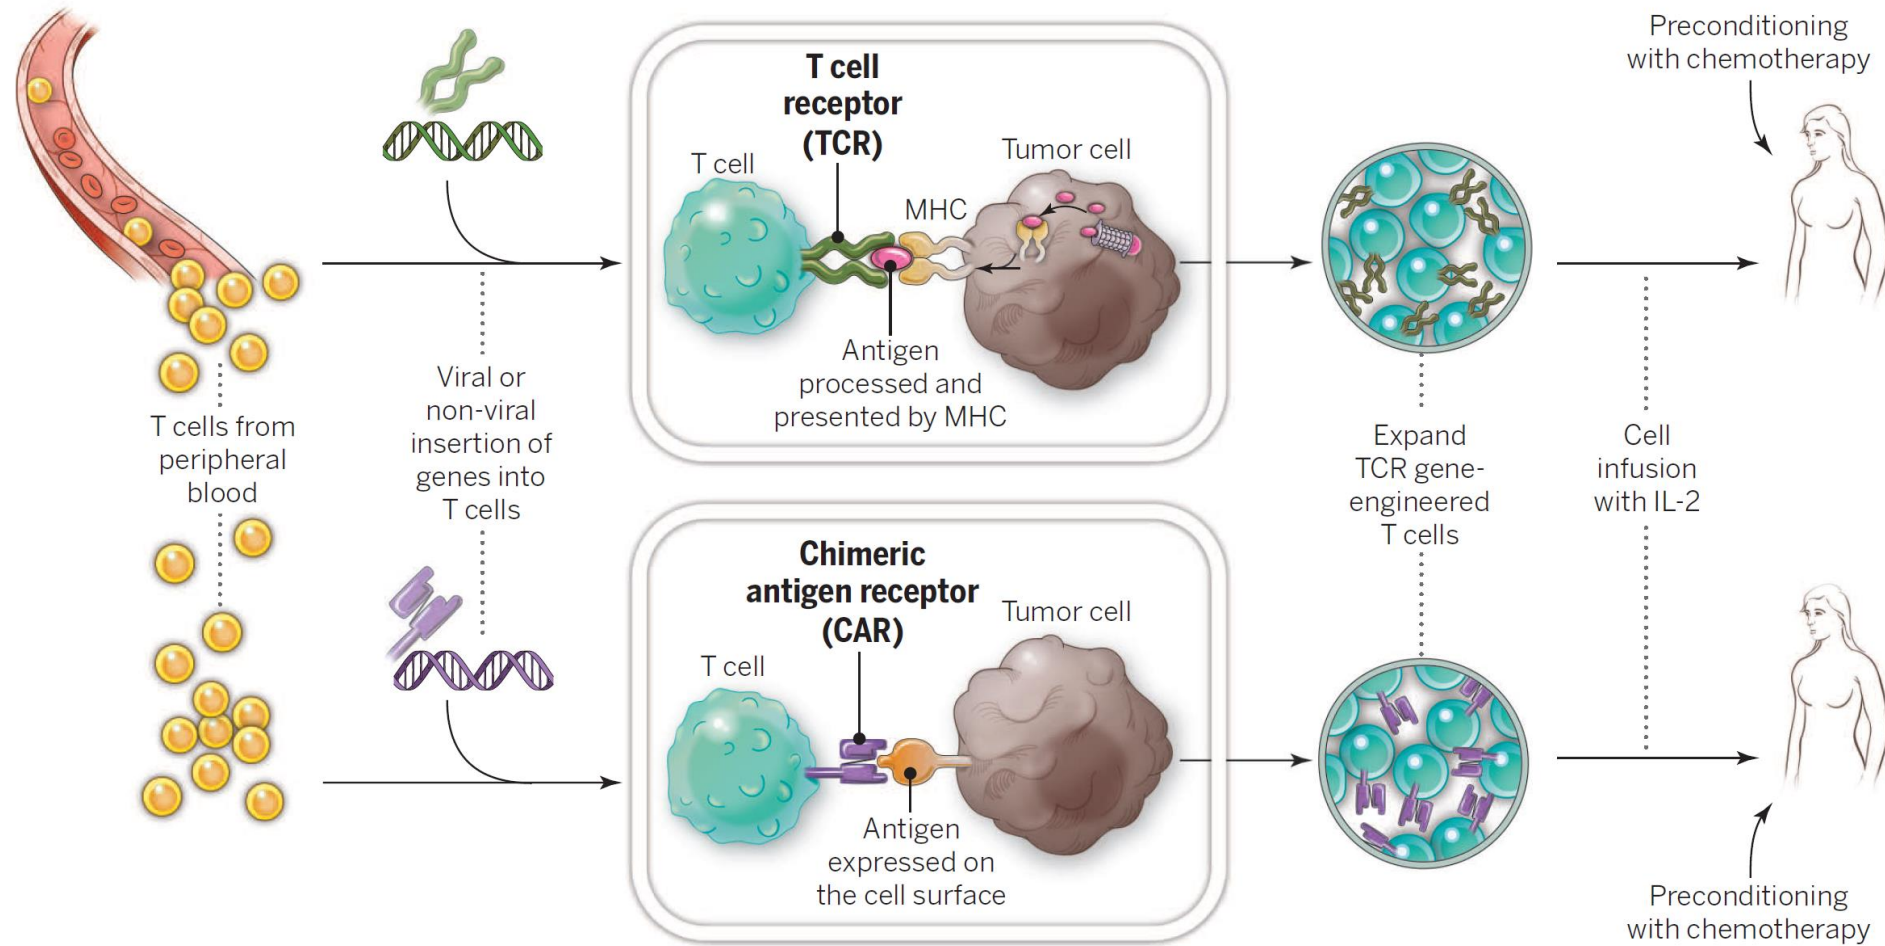 T cells from
peripheral
blood
Viral or
non-viral
insertion of
genes into
T cells
T cell
receptor
(TCR)
T cell
Tumor cell
MHC
Antigen
processed and
presented by MHC
Chimeric
antigen receptor
(CAR)
T cell
Tumor cell
Antigen
expressed on
the cell surface
Expand
TCR gene-
engineered
T cells
Cell
infusion
with IL-2
Preconditioning
with chemotherapy
Preconditioning
with chemotherapy